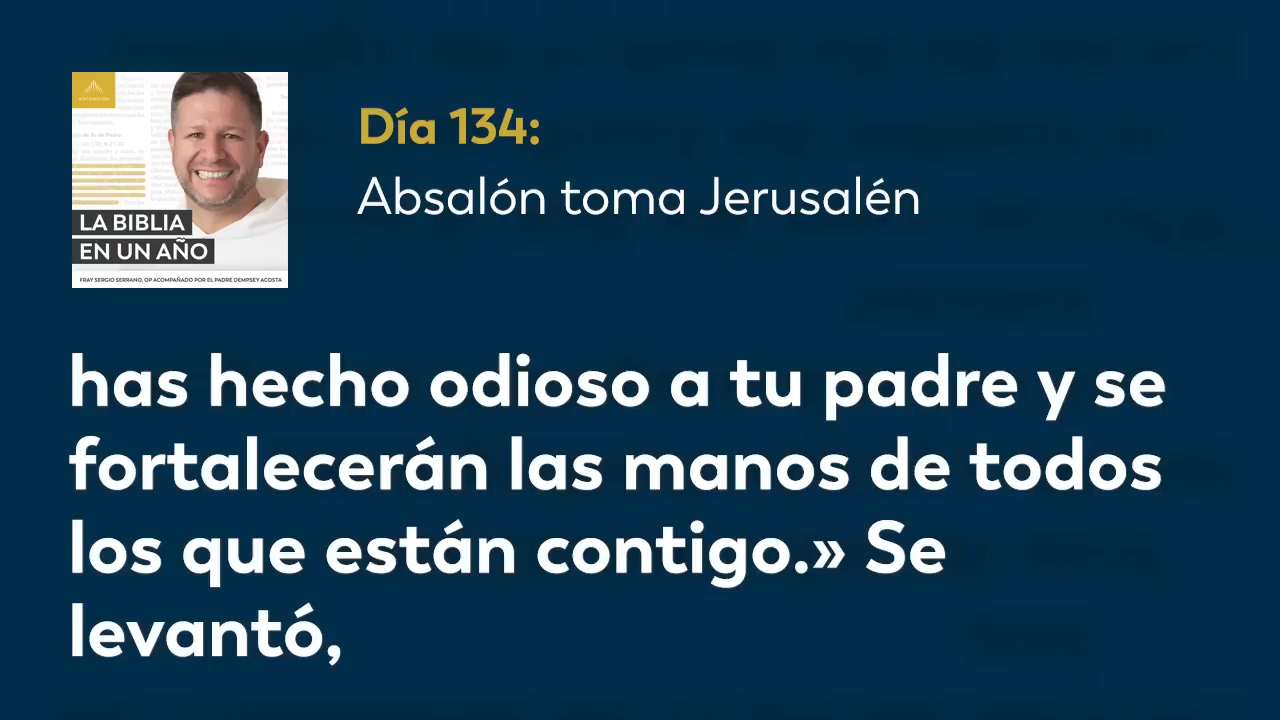 Día 134:
Absalón toma Jerusalén
LA BIBLIA
EN UN AÑO
FRAY SERGIO SERRANO, OP ACOMPAÑADO POR EL PADRE DEMPSEY ACOSTA
has hecho odioso a tu padre y se
fortalecerán las manos de todos
los que están contigo.» Se
levantó,